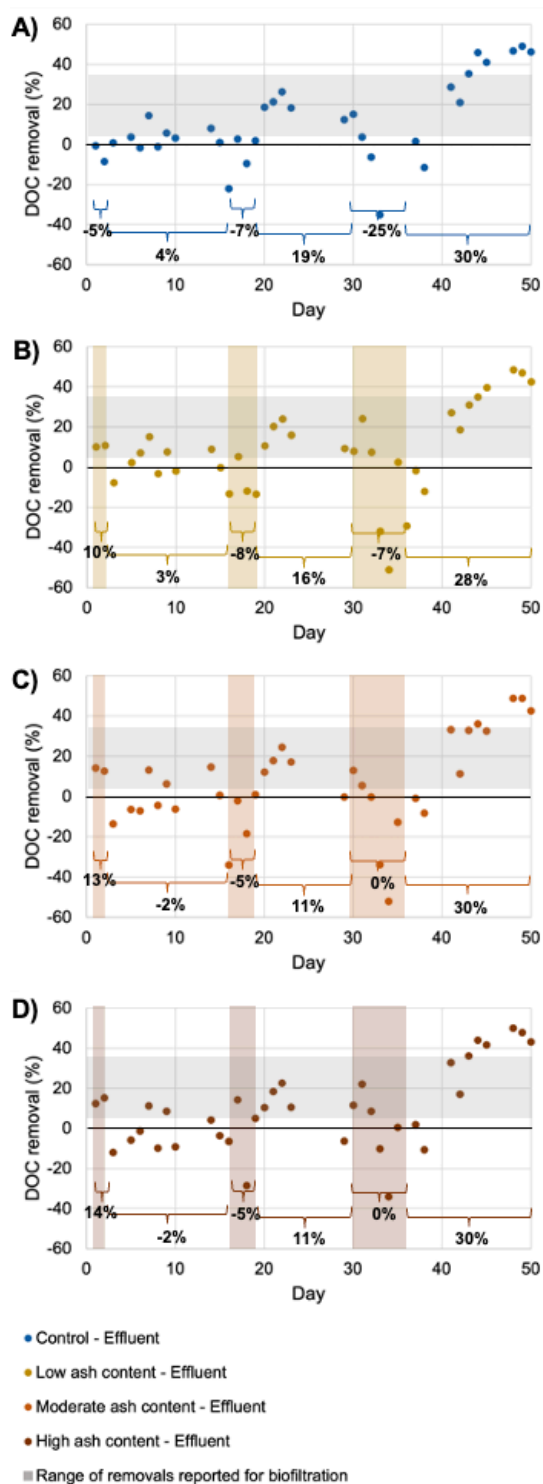 A)
DOC removal (%)
60
40
20
0
-20
-40
-60
-5%
4%
-7%
19%
-25%
30%
0 10 20 30 40 50
Day
B)
DOC removal (%)
60
40
20
0
-20
-40
-60
10%
3%
-8%
16%
-7%
28%
0 10 20 30 40 50
Day
C)
DOC removal (%)
60
40
20
0
-20
-40
-60
13%
-2%
-5%
11%
0%
30%
0 10 20 30 40 50
Day
D)
DOC removal (%)
60
40
20
0
-20
-40
-60
14%
-2%
-5%
11%
0%
30%
0 10 20 30 40 50
Day
Control - Effluent
Low ash content - Effluent
Moderate ash content - Effluent
High ash content - Effluent
Range of removals reported for biofiltration